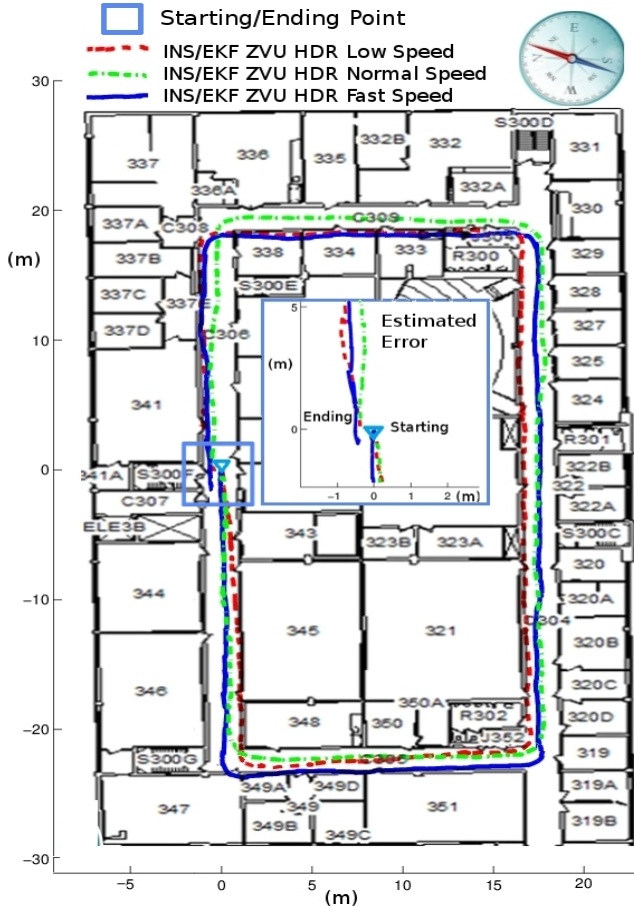 Starting/Ending Point
INS/EKF ZVU HDR Low Speed
INS/EKF ZVU HDR Normal Speed
INS/EKF ZVU HDR Fast Speed
E
N
S
W
30
20
(m)
10
0
−10
−20
−30
−5
0
5
10
15
20
(m)
S300D
332B
332
331
337
336
335
336A
332A
330
337A
C308
C309
337B
338
334
333
R300
329
337C
337E
S300E
328
337D
C306
327
325
341
324
R301
341A
S300F
322B
322
C307
322A
ELE3B
343
323B
323A
S300C
320
344
320A
345
321
320B
346
350A
320C
348
350
R302
320D
J352
319
S300G
349A
349D
319A
347
349
351
349B
349C
319B
Estimated
Error
5
(m)
Ending
Starting
0
−1
0
2
(m)